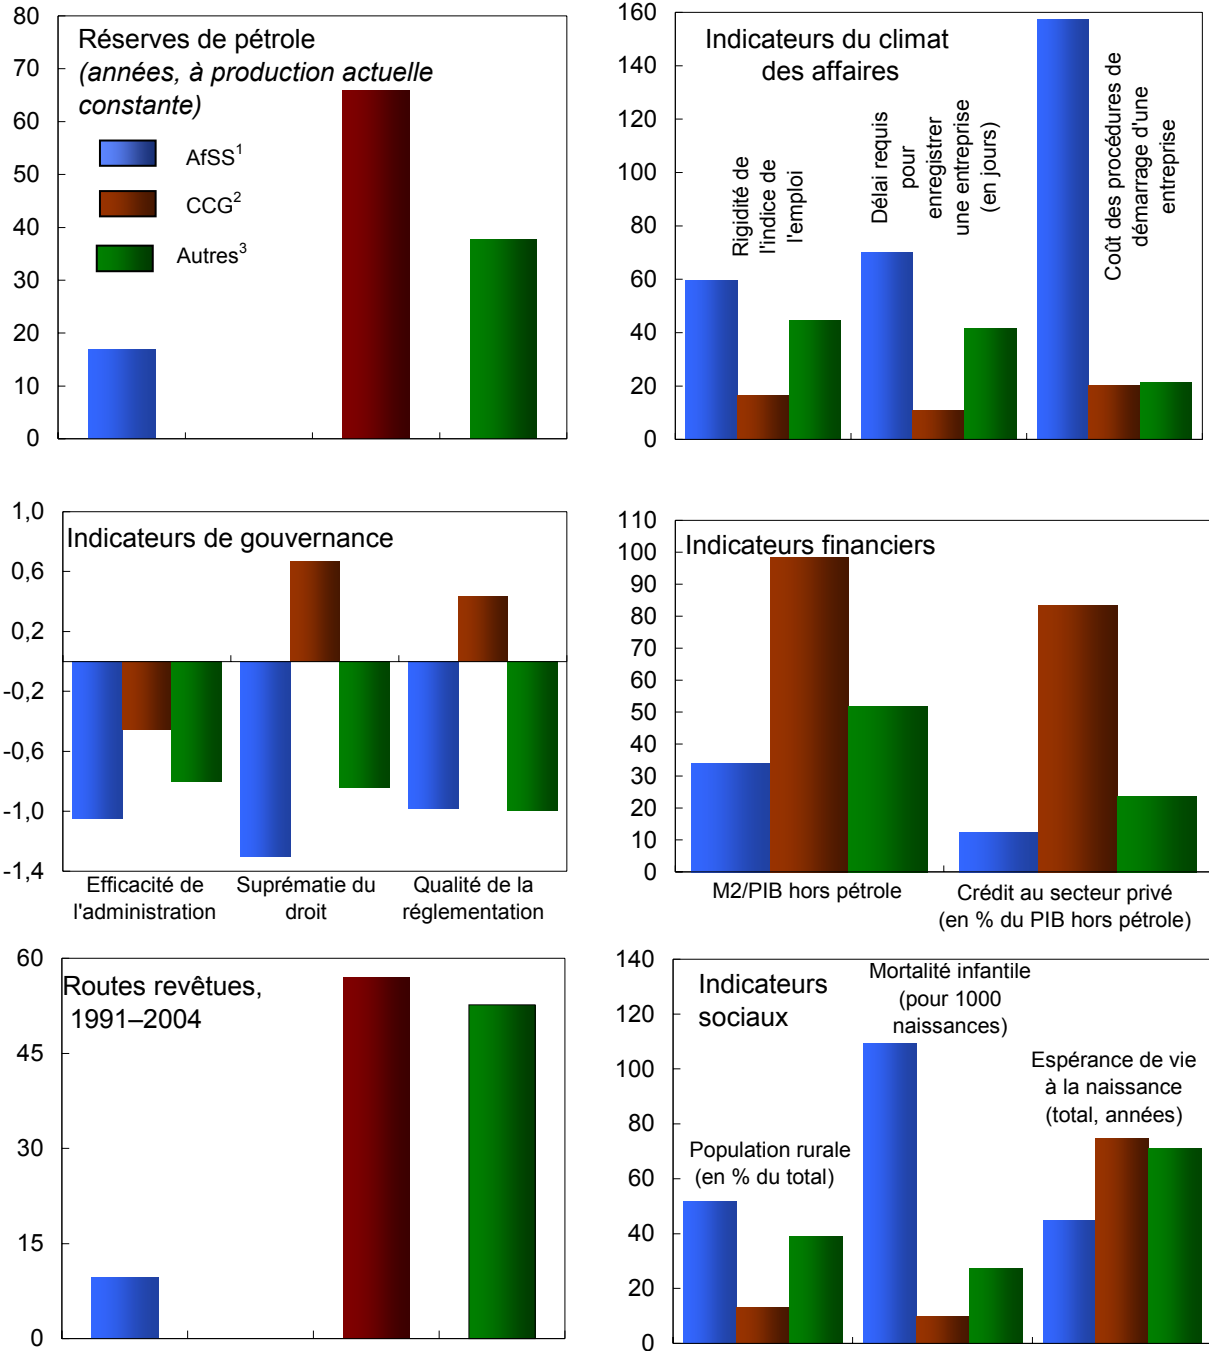 80
70
60
50
40
30
20
10
0
Réserves de pétrole
(années, à production actuelle
constante)
AfSS1
CCG2
Autres3
160
140
120
100
80
60
40
20
0
Indicateurs du climat
des affaires
Rigidité de
l'indice de
l'emploi
Délai requis
pour
enregistrer
une entreprise
(en jours)
Coût des procédures de
démarrage d'une
entreprise
1,0
0,6
0,2
-0,2
-0,6
-1,0
-1,4
Indicateurs de gouvernance
Efficacité de
l'administration
Suprématie du
droit
Qualité de la
réglementation
110
100
90
80
70
60
50
40
30
20
10
0
Indicateurs financiers
M2/PIB hors pétrole
Crédit au secteur privé
(en % du PIB hors pétrole)
60
45
30
15
0
Routes revêtues,
1991–2004
140
120
100
80
60
40
20
0
Indicateurs
sociaux
Population rurale
(en % du total)
Mortalité infantile
(pour 1000
naissances)
Espérance de vie
à la naissance
(total, années)